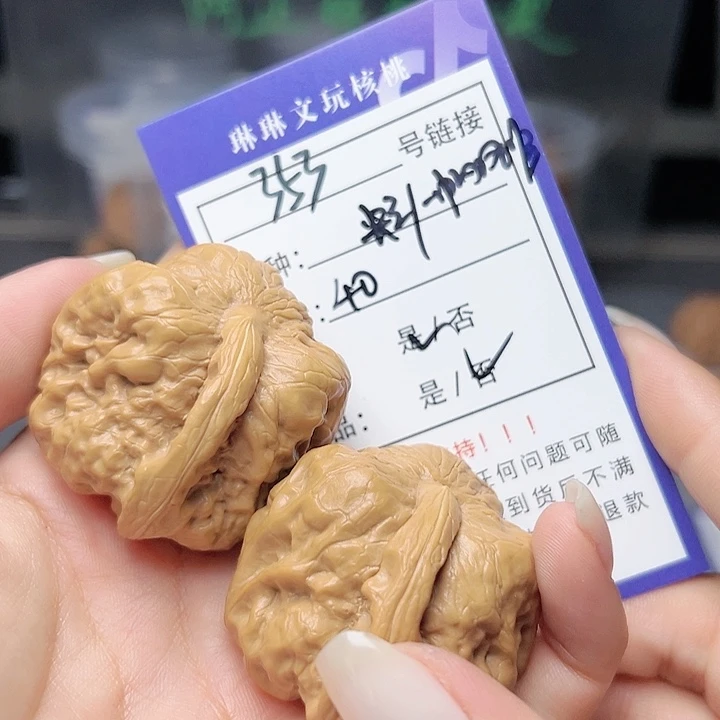 琳琳文玩核桃
353 号链接
种：
：40
是/否
是/否
品：
持！！！
任何问题可随
到货后不满
退款